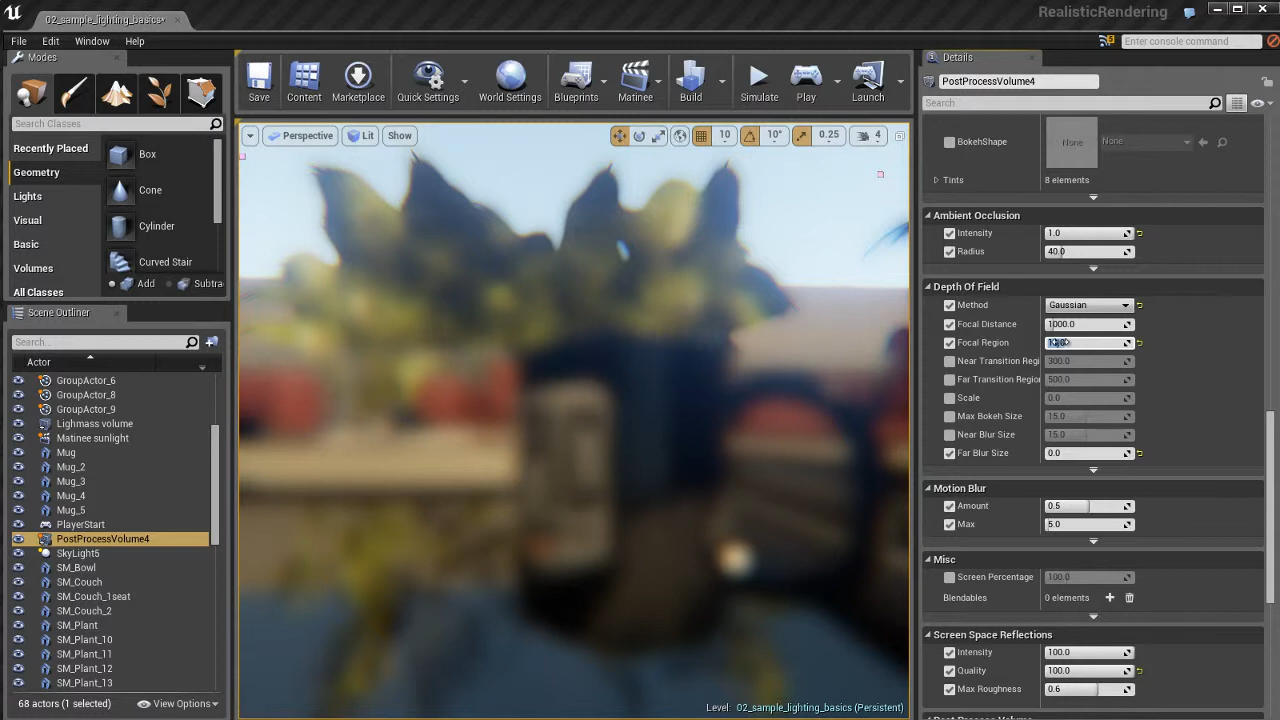 02_sample_lighting_basics*
RealisticRendering
File Edit Window Help
Enter console command
Modes
Search Classes
Recently Placed
Geometry
Lights
Visual
Basic
Volumes
All Classes
Box
Cone
Cylinder
Curved Stair
Add Subtra
Scene Outliner
Search...
Actor
GroupActor_6
GroupActor_8
GroupActor_9
Lighmass volume
Matinee sunlight
Mug
Mug_2
Mug_3
Mug_4
Mug_5
PlayerStart
PostProcessVolume4
SkyLight5
SM_Bowl
SM_Couch
SM_Couch_1seat
SM_Couch_2
SM_Plant
SM_Plant_10
SM_Plant_11
SM_Plant_12
SM_Plant_13
68 actors (1 selected) View Options
Save Content Marketplace Quick Settings World Settings Blueprints Matinee Build Simulate Play Launch
Perspective Lit Show 10 10° 0.25 4
Level: 02_sample_lighting_basics (Persistent)
Details
PostProcessVolume4
Search
BokehShape None None
Tints 8 elements
Ambient Occlusion
Intensity 1.0
Radius 40.0
Depth Of Field
Method Gaussian
Focal Distance 1000.0
Focal Region
Near Transition Regi 300.0
Far Transition Region 500.0
Scale 0.0
Max Bokeh Size 15.0
Near Blur Size 15.0
Far Blur Size 0.0
Motion Blur
Amount 0.5
Max 5.0
Misc
Screen Percentage 100.0
Blendables 0 elements
Screen Space Reflections
Intensity 100.0
Quality 100.0
Max Roughness 0.6